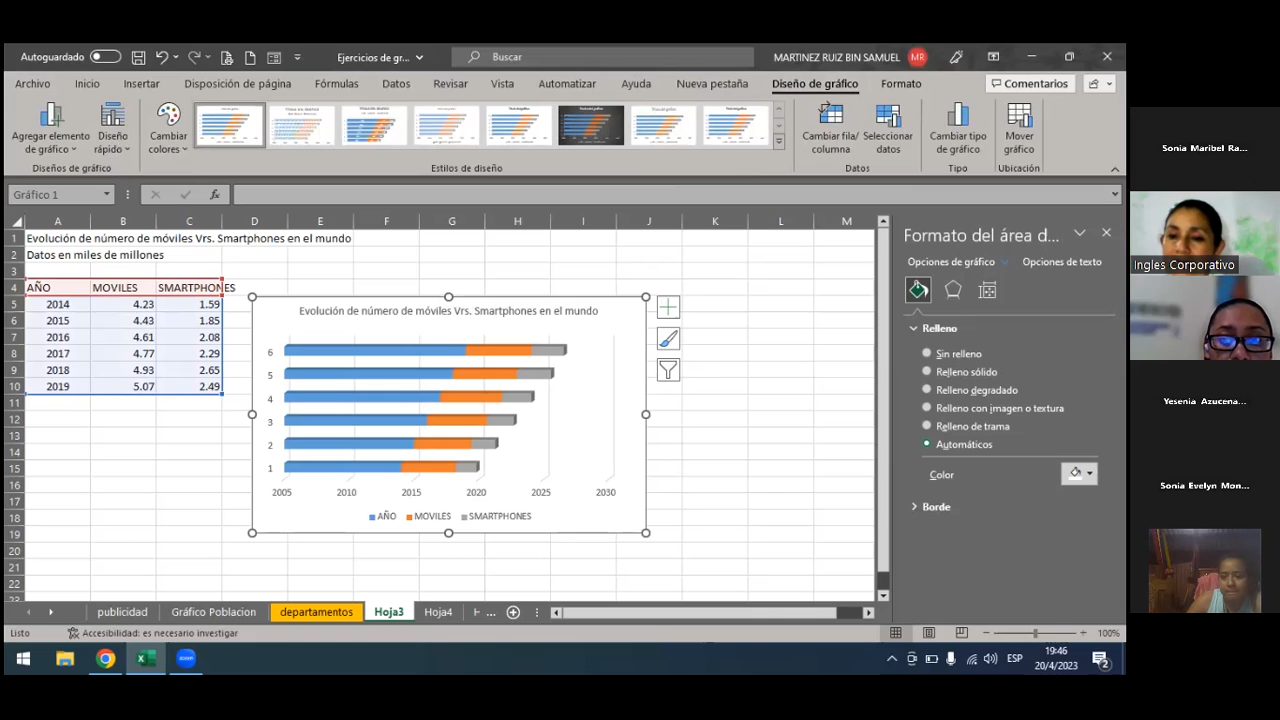 Autoguardado
Ejercicios de gr...
Buscar
MARTINEZ RUIZ BIN SAMUEL
MR
Archivo Inicio Insertar Disposición de página Fórmulas Datos Revisar Vista Automatizar Ayuda Nueva pestaña Diseño de gráfico Formato
Comentarios
Agregar elemento de gráfico
Diseño rápido
Cambiar colores
Cambiar fila/ columna
Seleccionar datos
Cambiar tipo de gráfico
Mover gráfico
Diseños de gráfico
Estilos de diseño
Datos
Tipo
Ubicación
Gráfico 1
fx
A B C D E F G H I J K L M
1 Evolución de número de móviles Vrs. Smartphones en el mundo
2 Datos en miles de millones
3
4 AÑO MOVILES SMARTPHONES
5 2014 4.23 1.59
6 2015 4.43 1.85
7 2016 4.61 2.08
8 2017 4.77 2.29
9 2018 4.93 2.65
10 2019 5.07 2.49
11
12
13
14
15
16
17
18
19
20
21
22
Evolución de número de móviles Vrs. Smartphones en el mundo
6
5
4
3
2
1
2005 2010 2015 2020 2025 2030
AÑO MOVILES SMARTPHONES
Formato del área d...
Opciones de gráfico Opciones de texto
Relleno
Sin relleno
Relleno sólido
Relleno degradado
Relleno con imagen o textura
Relleno de trama
Automáticos
Color
Borde
publicidad Gráfico Poblacion departamentos Hoja3 Hoja4 H ...
Listo
Accesibilidad: es necesario investigar
100%
zoom
ESP
19:46
20/4/2023
2
Sonia Maribel Ra...
Ingles Corporativo
Yesenia Azucena...
Sonia Evelyn Mon...